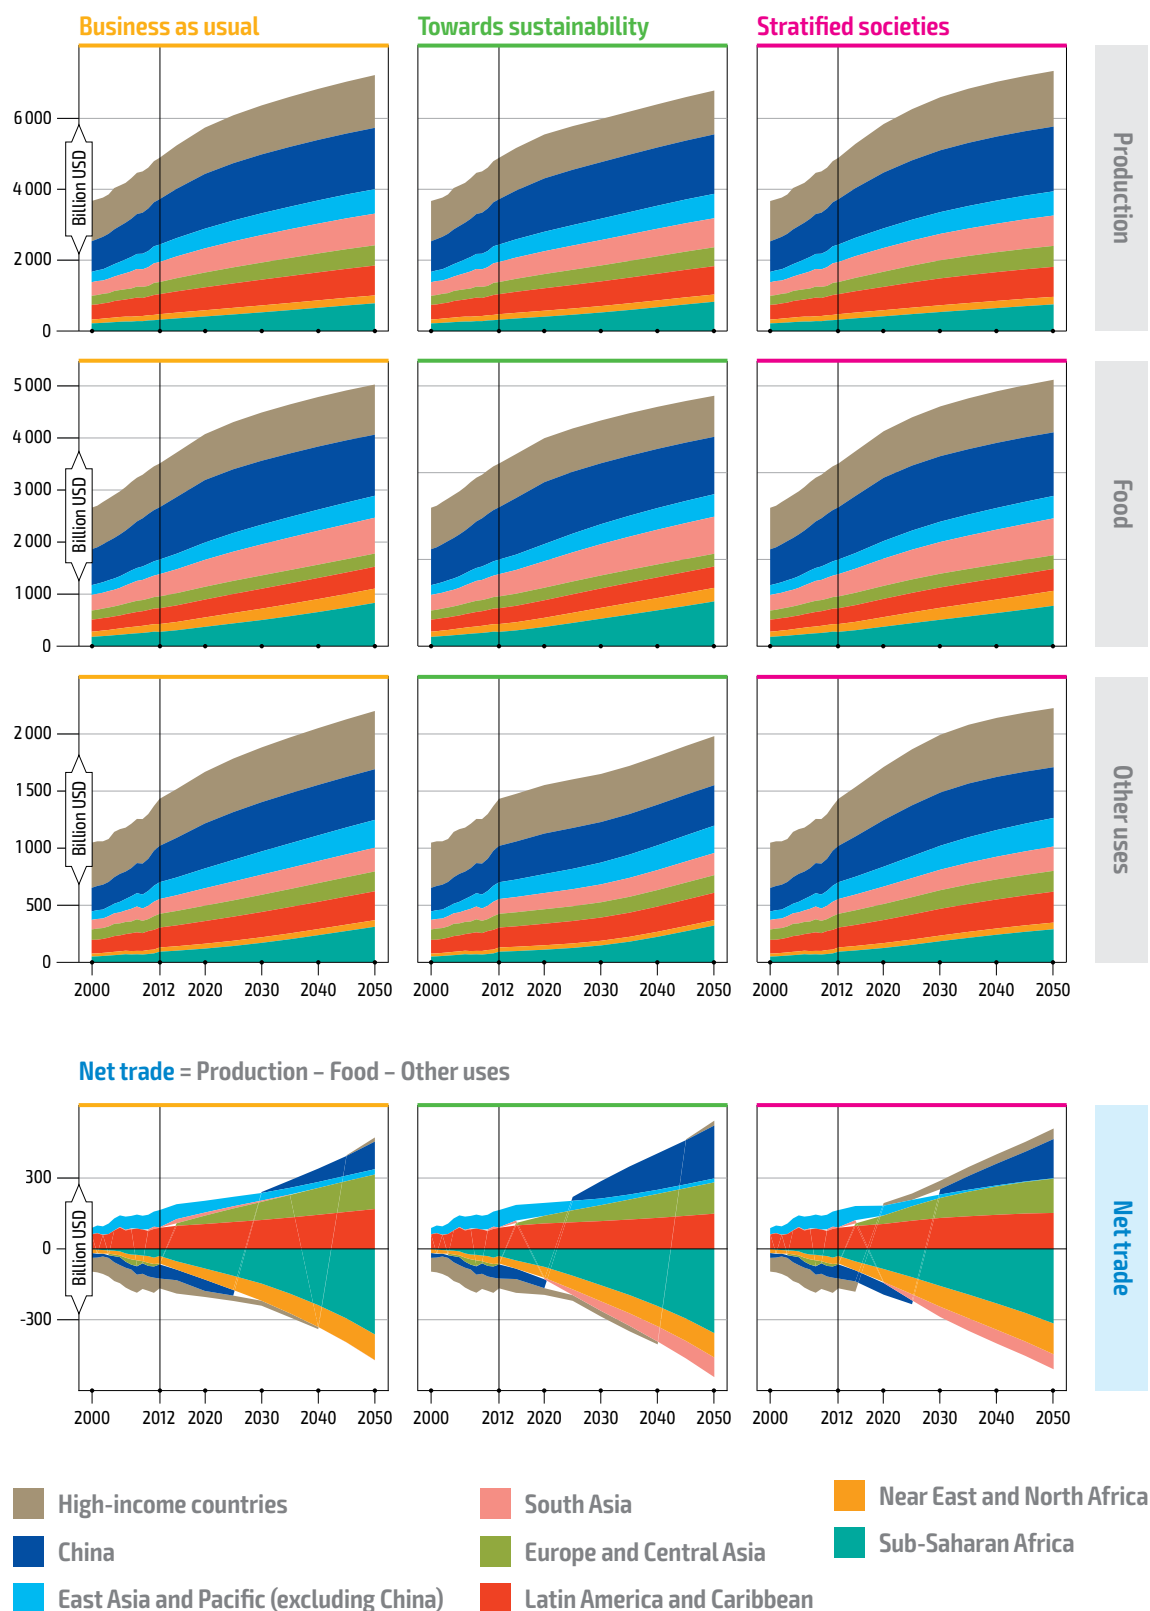 Business as usual
Towards sustainability
Stratified societies
6 000
4 000
2 000
0
Billion USD
Production
5 000
4 000
3 000
2 000
1 000
0
Billion USD
Food
2 000
1 500
1 000
500
0
Billion USD
Other uses
2000 2012 2020 2030 2040 2050
2000 2012 2020 2030 2040 2050
2000 2012 2020 2030 2040 2050
Net trade = Production – Food – Other uses
300
0
-300
Billion USD
Net trade
2000 2012 2020 2030 2040 2050
2000 2012 2020 2030 2040 2050
2000 2012 2020 2030 2040 2050
High-income countries
China
East Asia and Pacific (excluding China)
South Asia
Europe and Central Asia
Latin America and Caribbean
Near East and North Africa
Sub-Saharan Africa